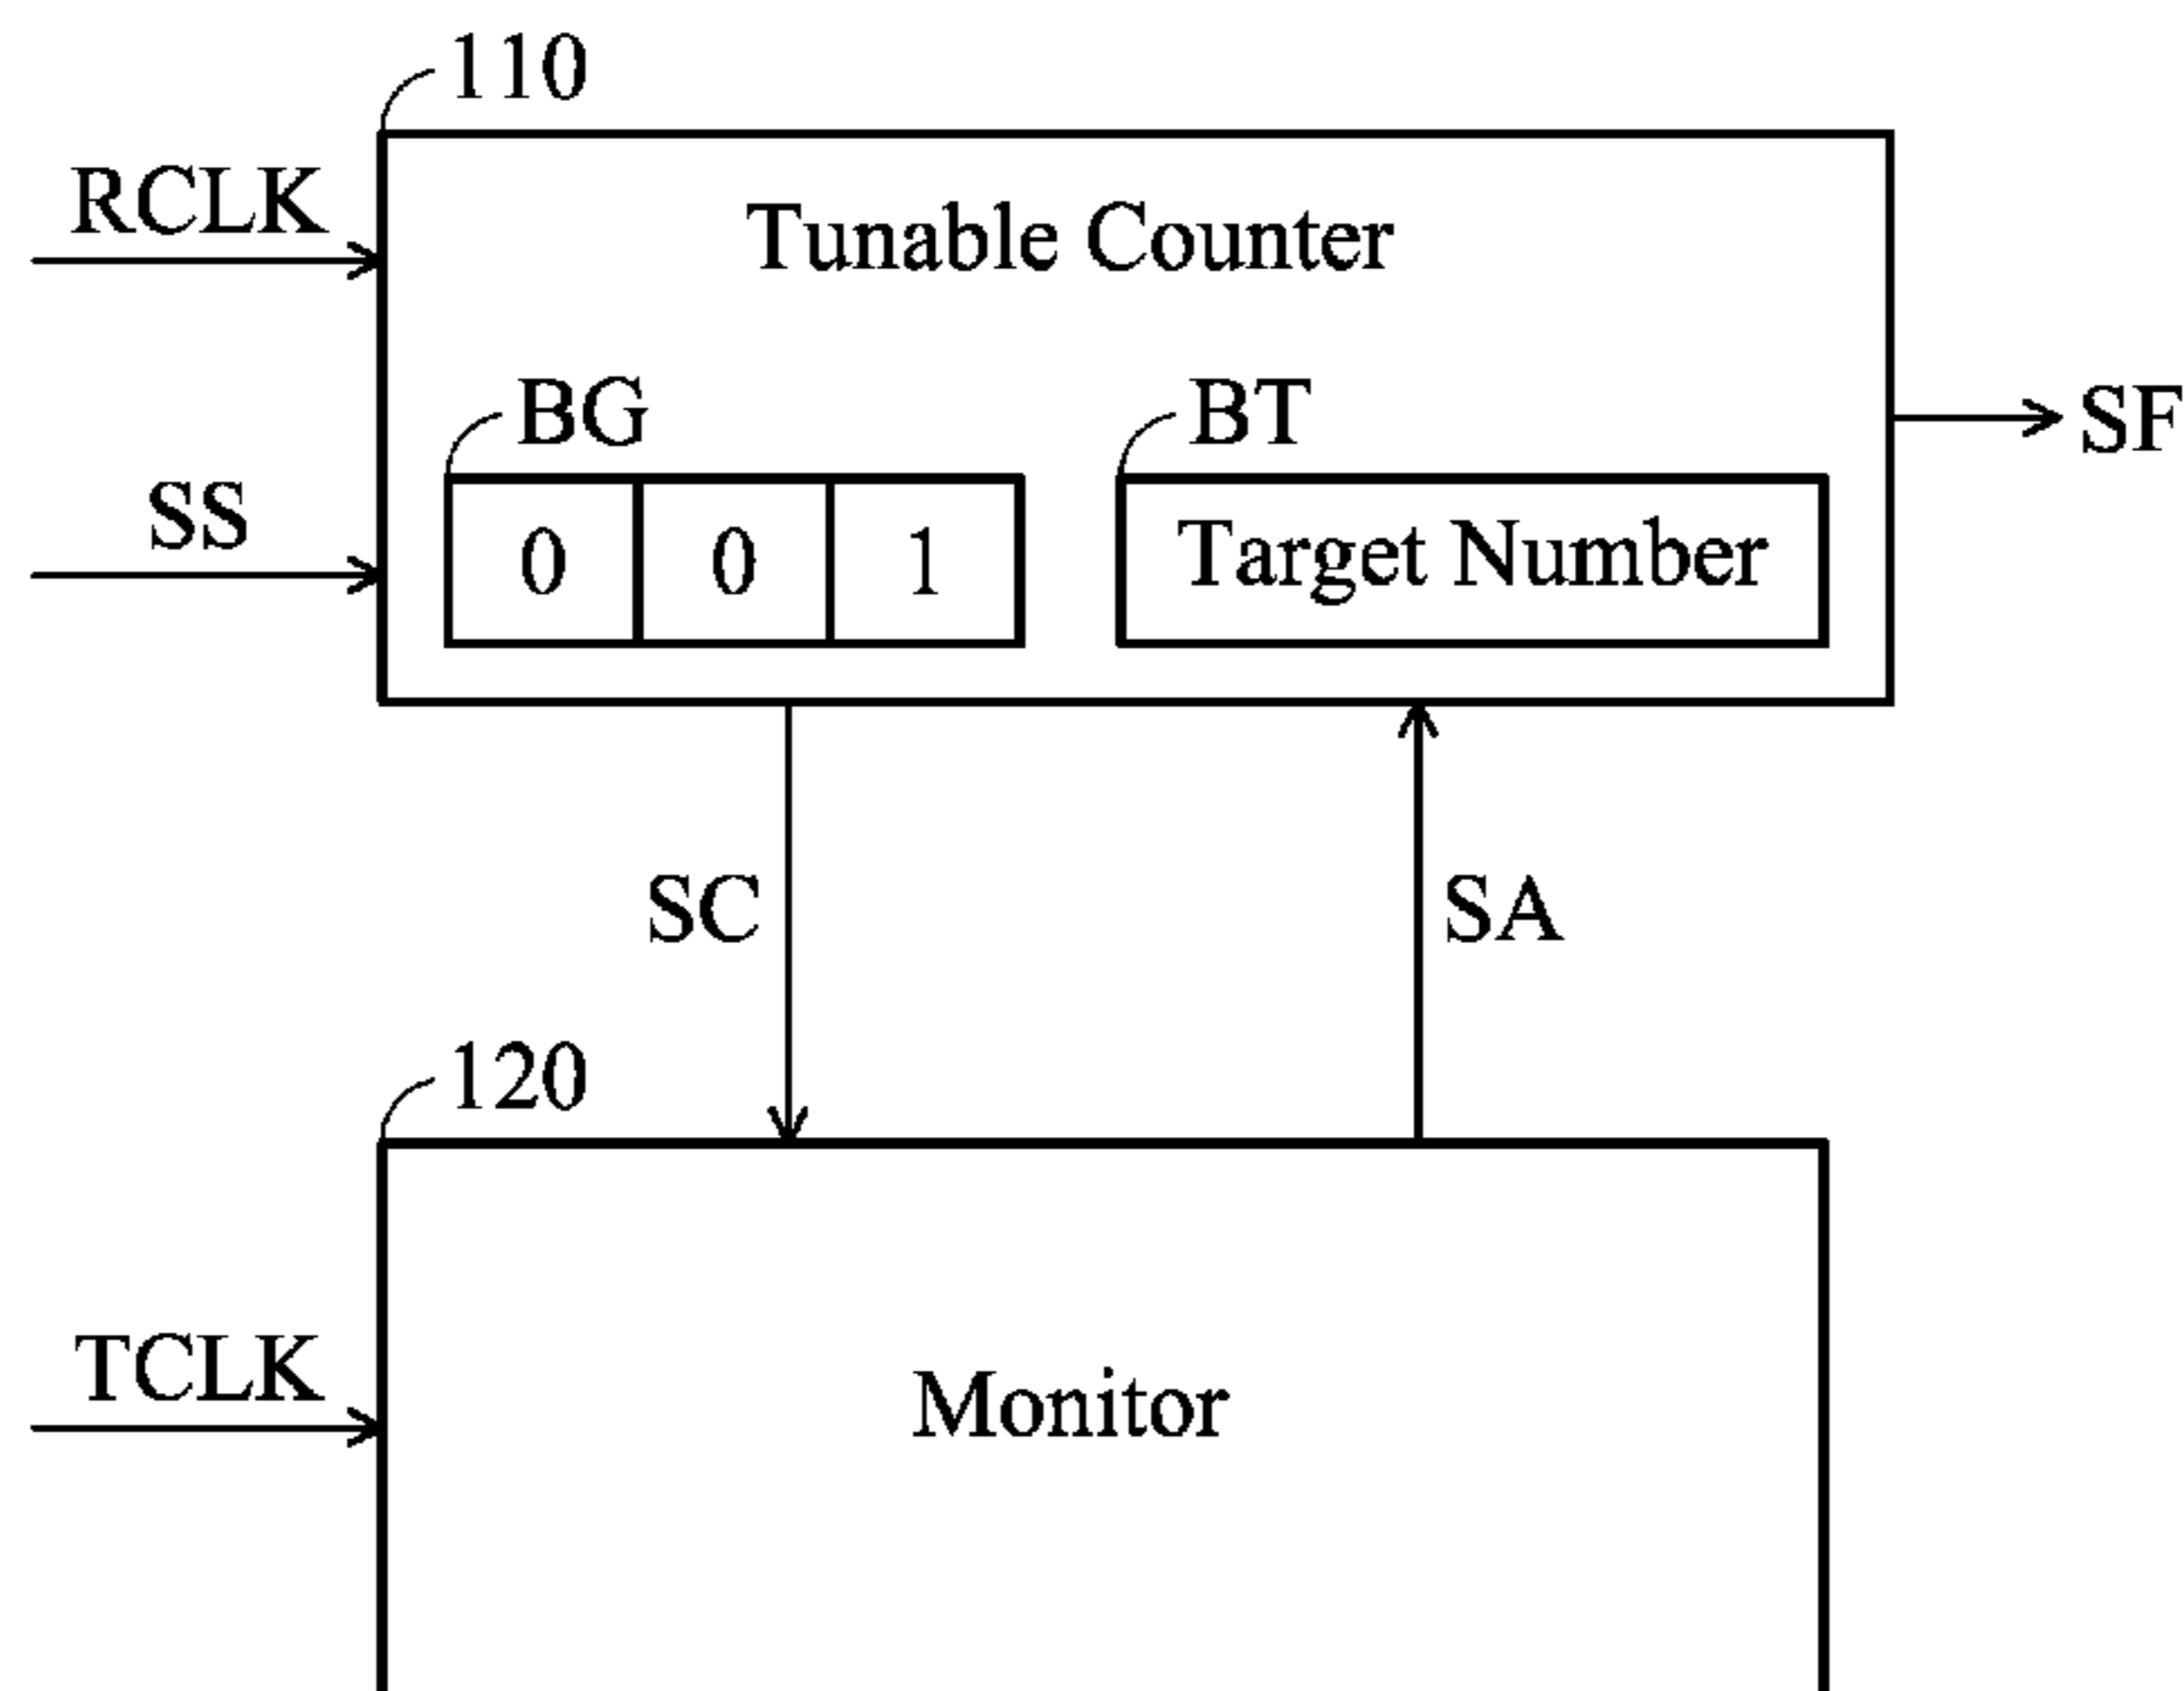 110
RCLK
Tunable Counter
BG
BT
SF
SS
0 0 1
Target Number
SC
SA
120
TCLK
Monitor